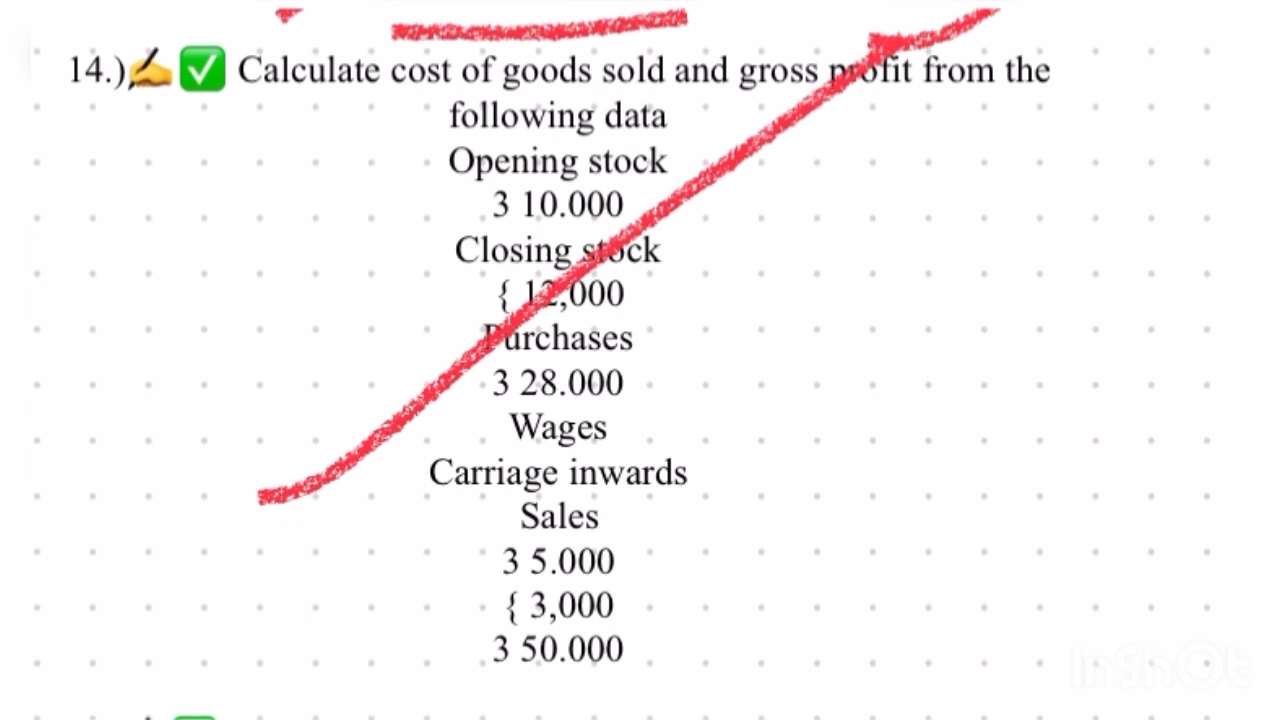 14.)✍️✅ Calculate cost of goods sold and gross profit from the
following data
Opening stock
3 10.000
Closing stock
{ 12,000
Purchases
3 28.000
Wages
Carriage inwards
Sales
3 5.000
{ 3,000
3 50.000
InShOt